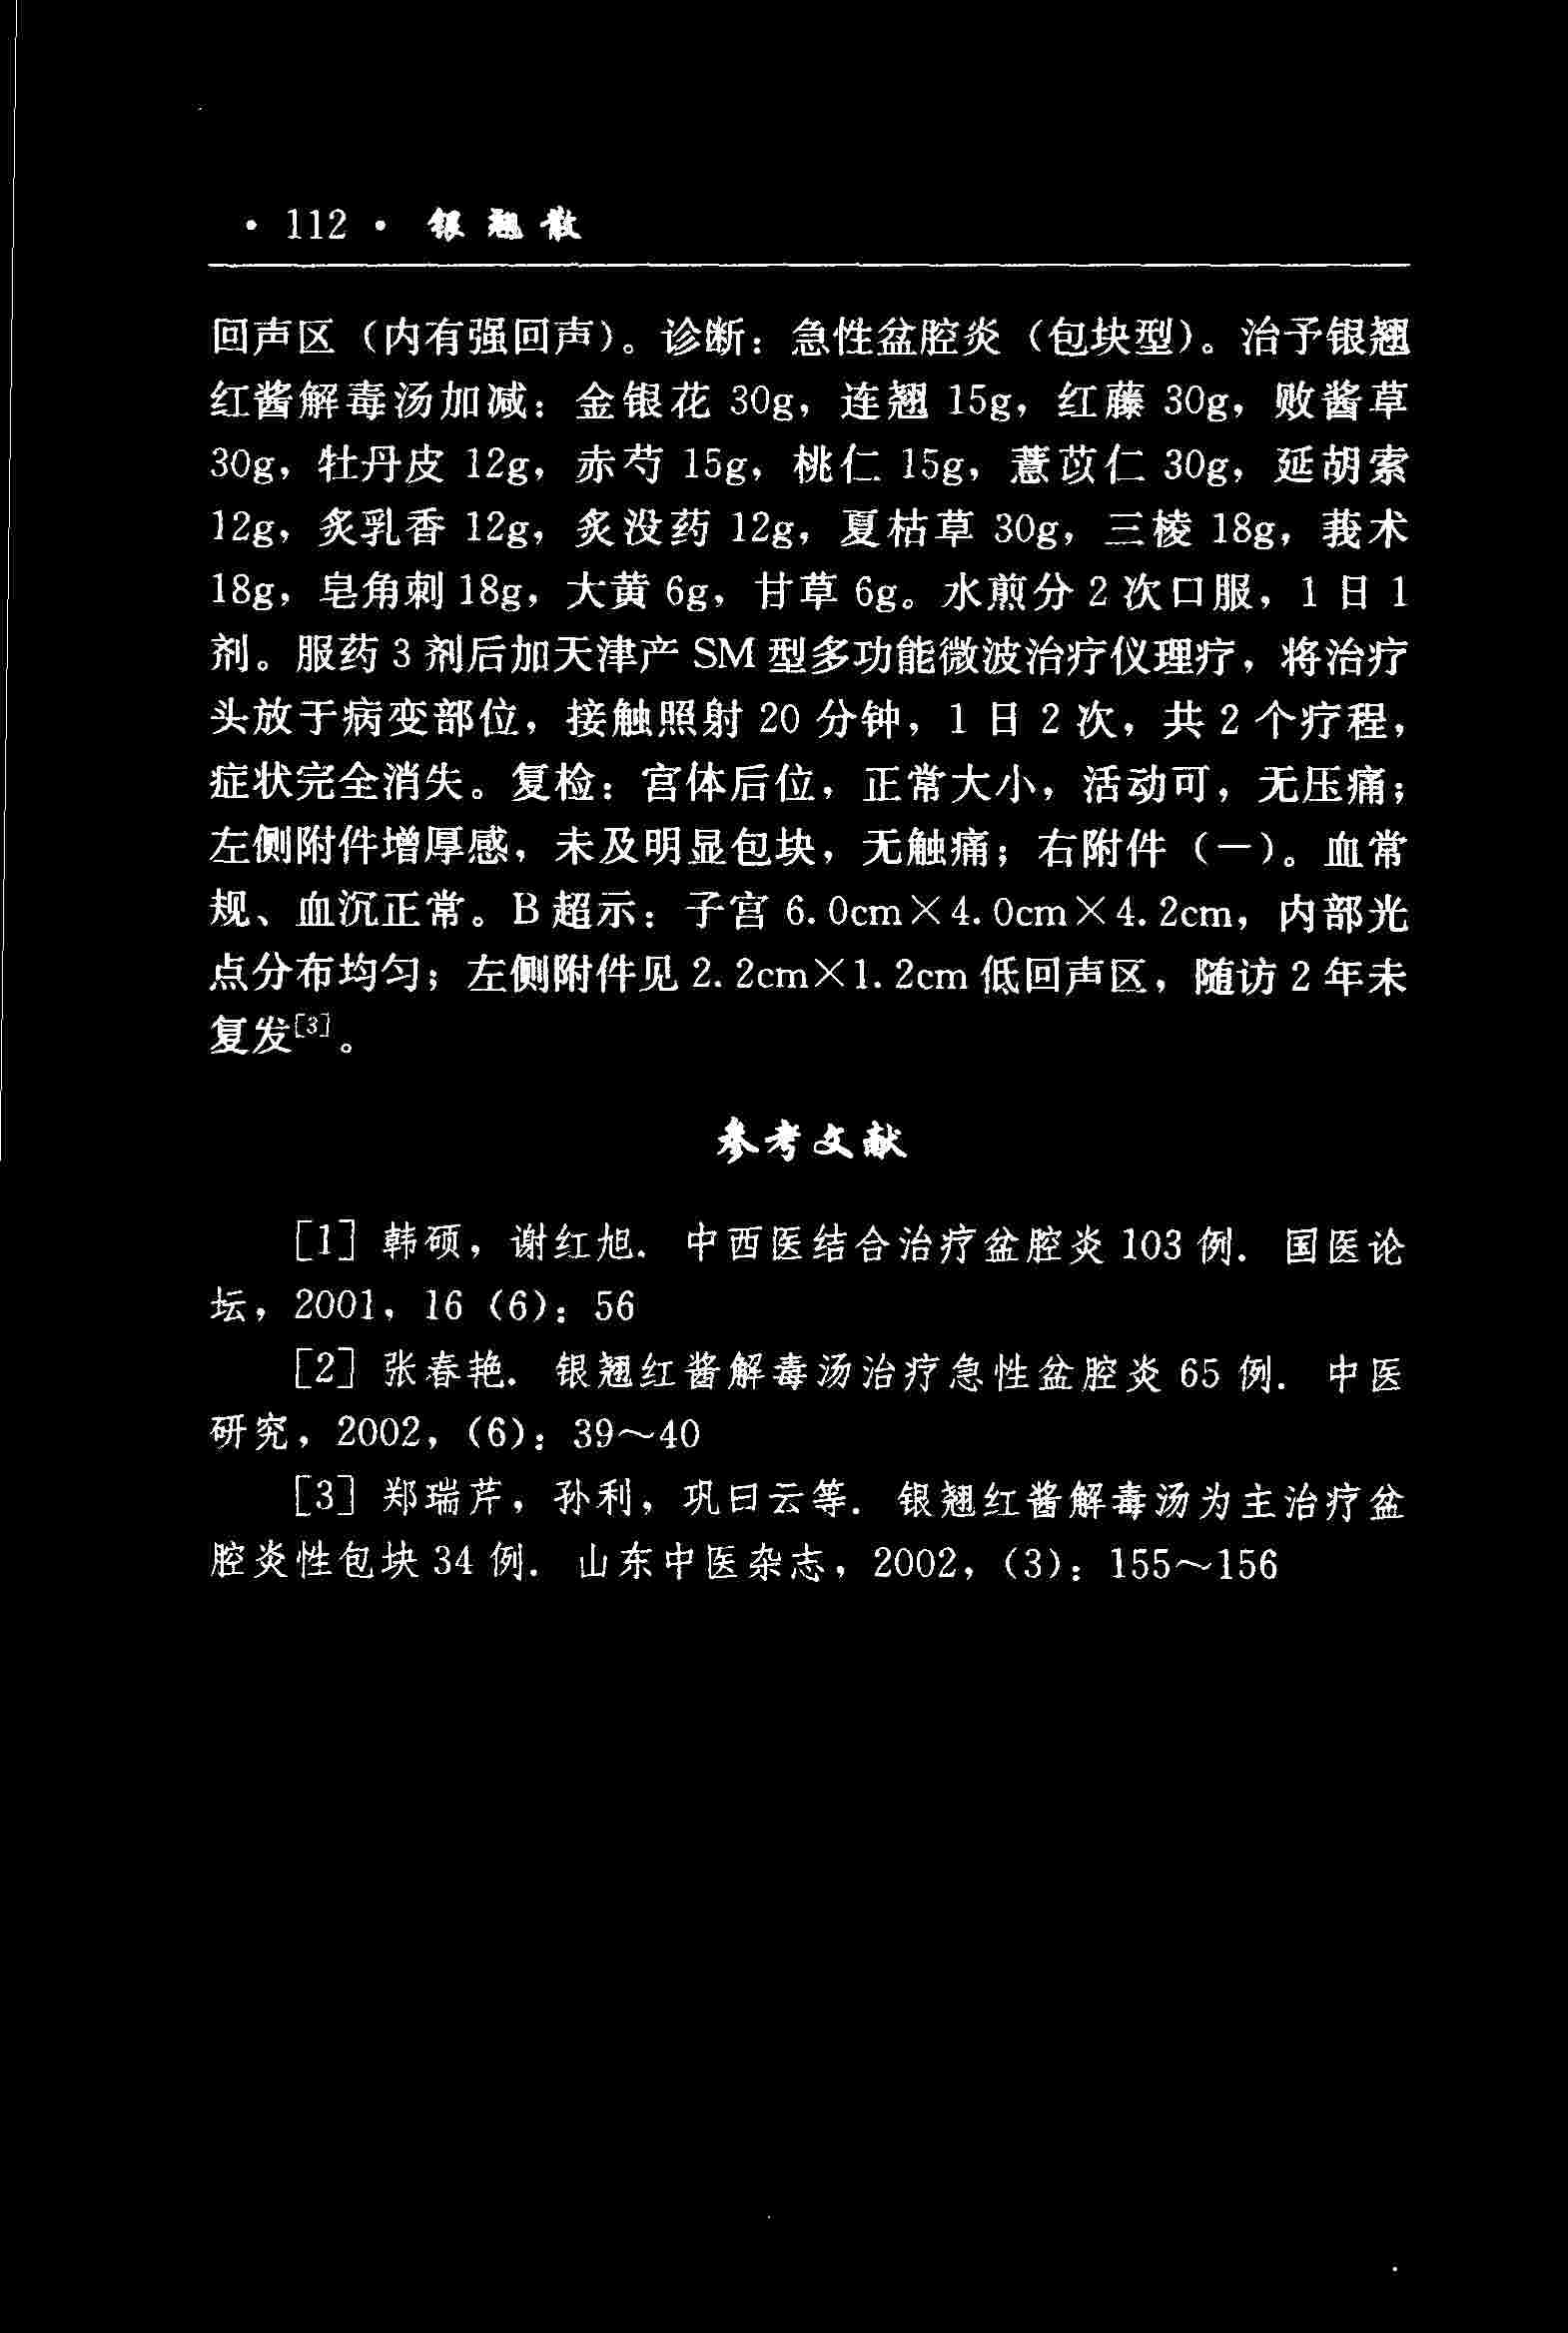 · 112 · 银翘散
回声区（内有强回声）。诊断：急性盆腔炎（包块型）。治予银翘
红酱解毒汤加减：金银花 30g，连翘 15g，红藤 30g，败酱草
30g，牡丹皮 12g，赤芍 15g，桃仁 15g，薏苡仁 30g，延胡索
12g，炙乳香 12g，炙没药 12g，夏枯草 30g，三棱 18g，莪术
18g，皂角刺 18g，大黄 6g，甘草 6g。水煎分 2 次口服，1 日 1
剂。服药 3 剂后加天津产 SM 型多功能微波治疗仪理疗，将治疗
头放于病变部位，接触照射 20 分钟，1 日 2 次，共 2 个疗程，
症状完全消失。复检：宫体后位，正常大小，活动可，无压痛；
左侧附件增厚感，未及明显包块，无触痛；右附件（－）。血常
规、血沉正常。B 超示：子宫 6.0cm×4.0cm×4.2cm，内部光
点分布均匀；左侧附件见 2.2cm×1.2cm 低回声区，随访 2 年未
复发[3]。
参考文献
[1] 韩硕，谢红旭．中西医结合治疗盆腔炎 103 例．国医论
坛，2001，16（6）：56
[2] 张春艳．银翘红酱解毒汤治疗急性盆腔炎 65 例．中医
研究，2002，（6）：39～40
[3] 郑瑞芹，孙利，巩曰云等．银翘红酱解毒汤为主治疗盆
腔炎性包块 34 例．山东中医杂志，2002，（3）：155～156